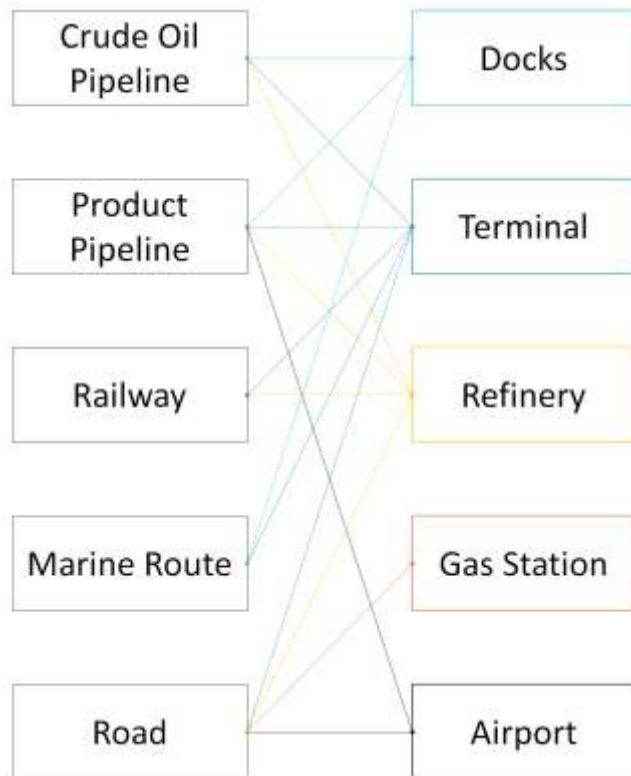 Crude Oil
Pipeline
Docks
Product
Pipeline
Terminal
Railway
Refinery
Marine Route
Gas Station
Road
Airport